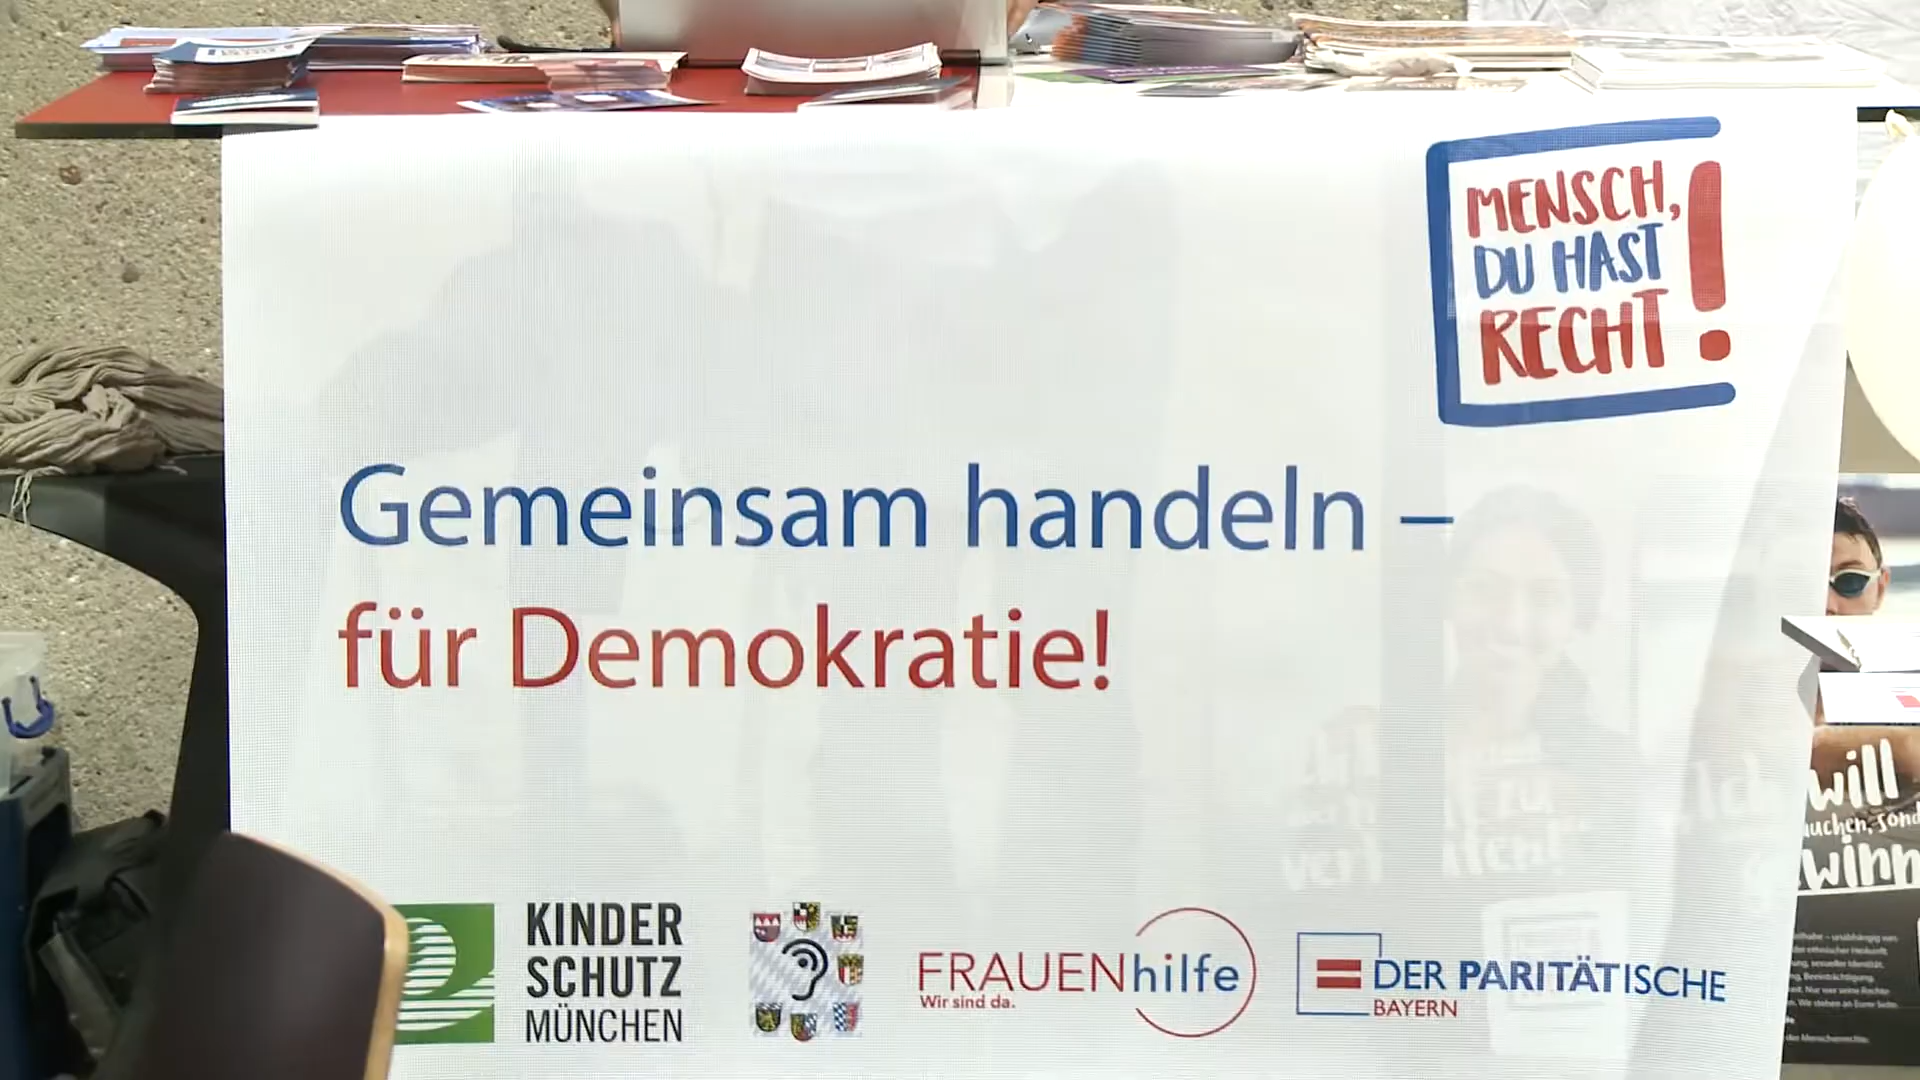 MENSCH,
DU HAST
RECHT!
Gemeinsam handeln –
für Demokratie!
KINDER
SCHUTZ
MÜNCHEN
FRAUENhilfe
Wir sind da.
DER PARITÄTISCHE
BAYERN
will